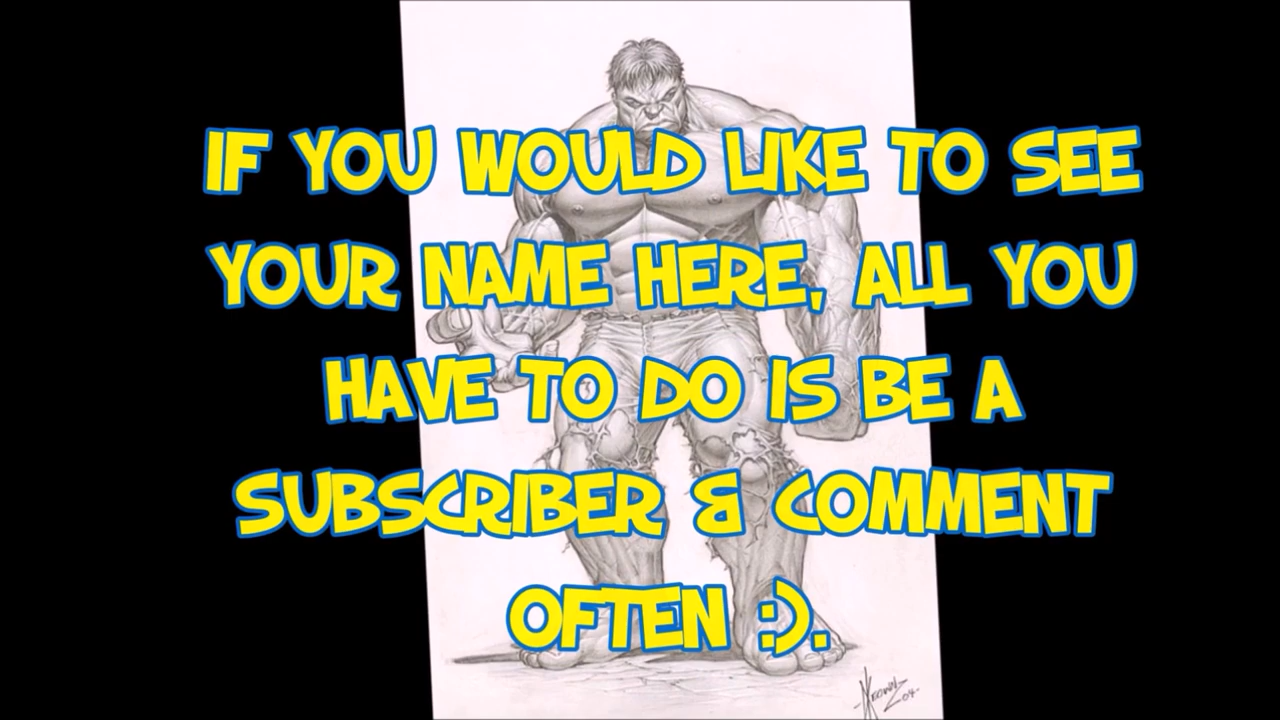 IF YOU WOULD LIKE TO SEE
YOUR NAME HERE, ALL YOU
HAVE TO DO IS BE A
SUBSCRIBER & COMMENT
OFTEN :).